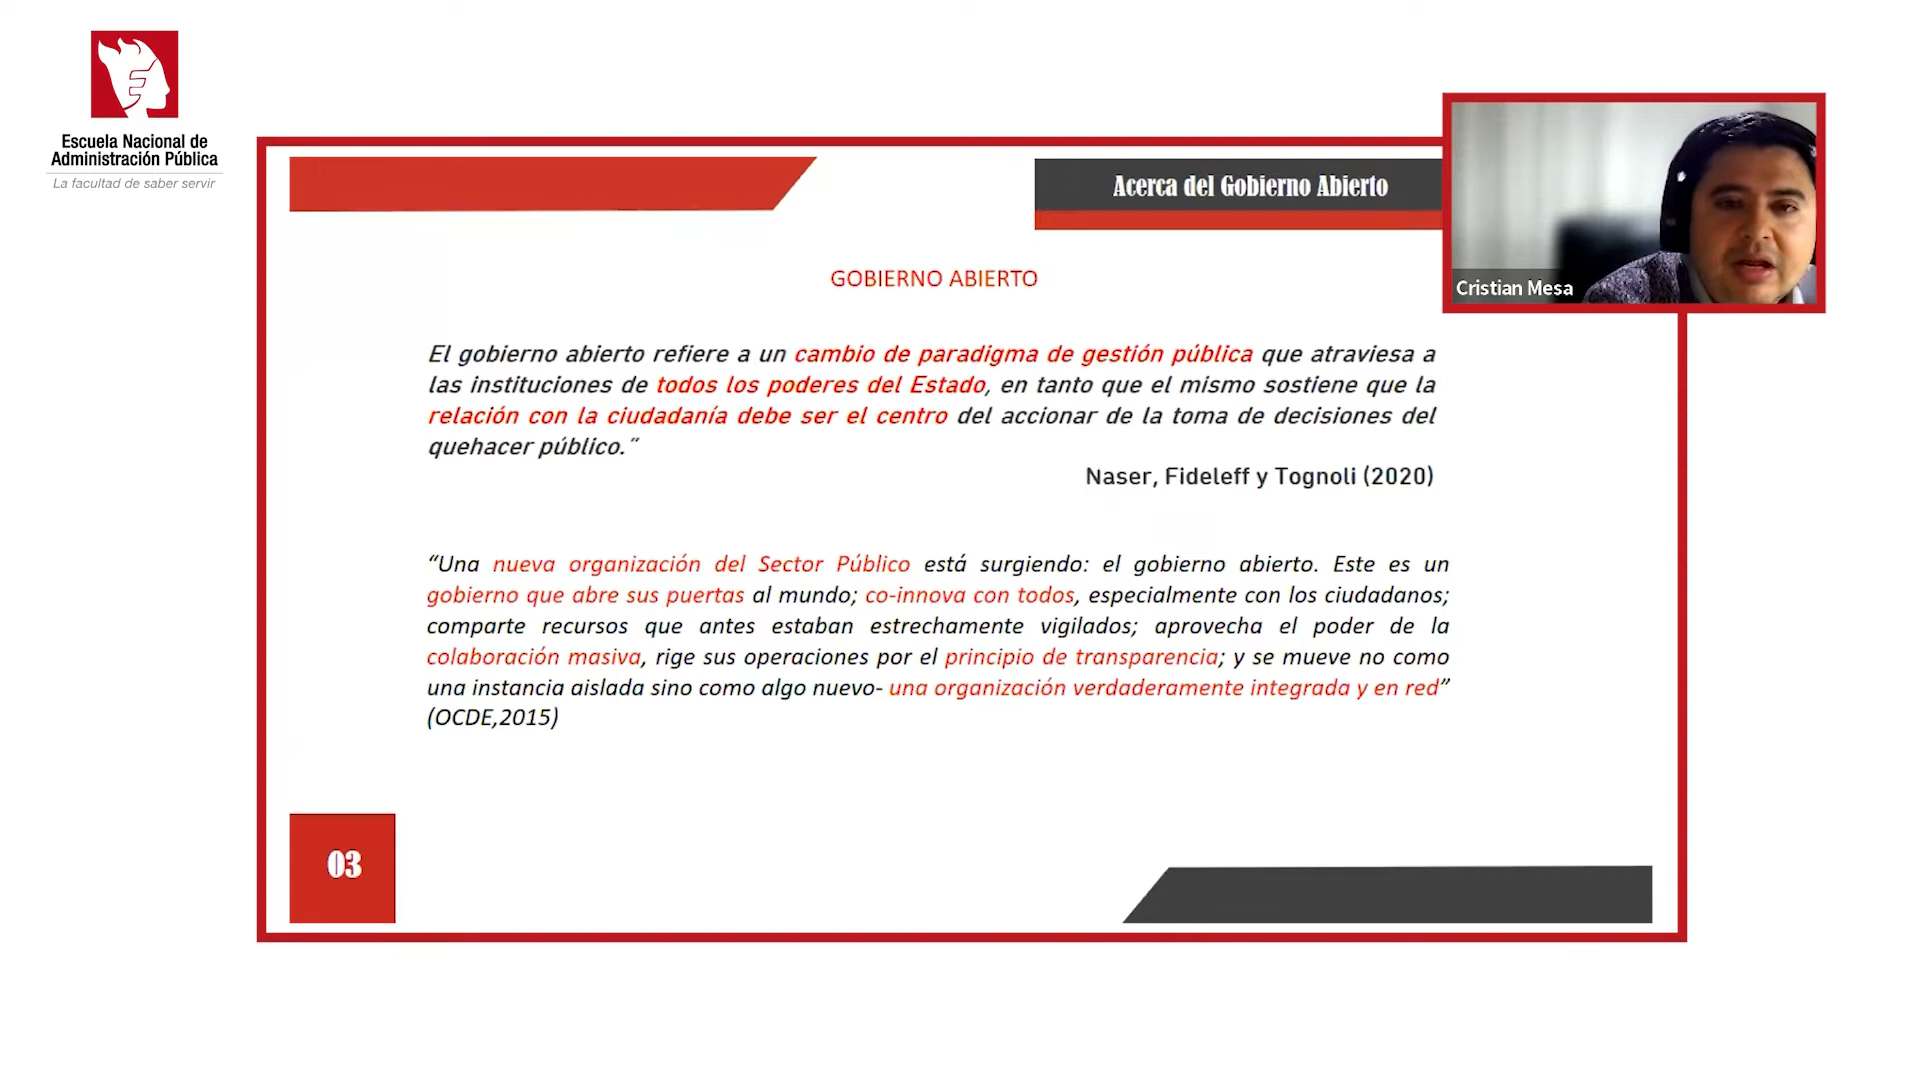 Escuela Nacional de
Administración Pública
La facultad de saber servir
Acerca del Gobierno Abierto
Cristian Mesa
GOBIERNO ABIERTO
El gobierno abierto refiere a un cambio de paradigma de gestión pública que atraviesa a
las instituciones de todos los poderes del Estado, en tanto que el mismo sostiene que la
relación con la ciudadanía debe ser el centro del accionar de la toma de decisiones del
quehacer público.”
Naser, Fideleff y Tognoli (2020)
“Una nueva organización del Sector Público está surgiendo: el gobierno abierto. Este es un
gobierno que abre sus puertas al mundo; co-innova con todos, especialmente con los ciudadanos;
comparte recursos que antes estaban estrechamente vigilados; aprovecha el poder de la
colaboración masiva, rige sus operaciones por el principio de transparencia; y se mueve no como
una instancia aislada sino como algo nuevo- una organización verdaderamente integrada y en red”
(OCDE,2015)
03